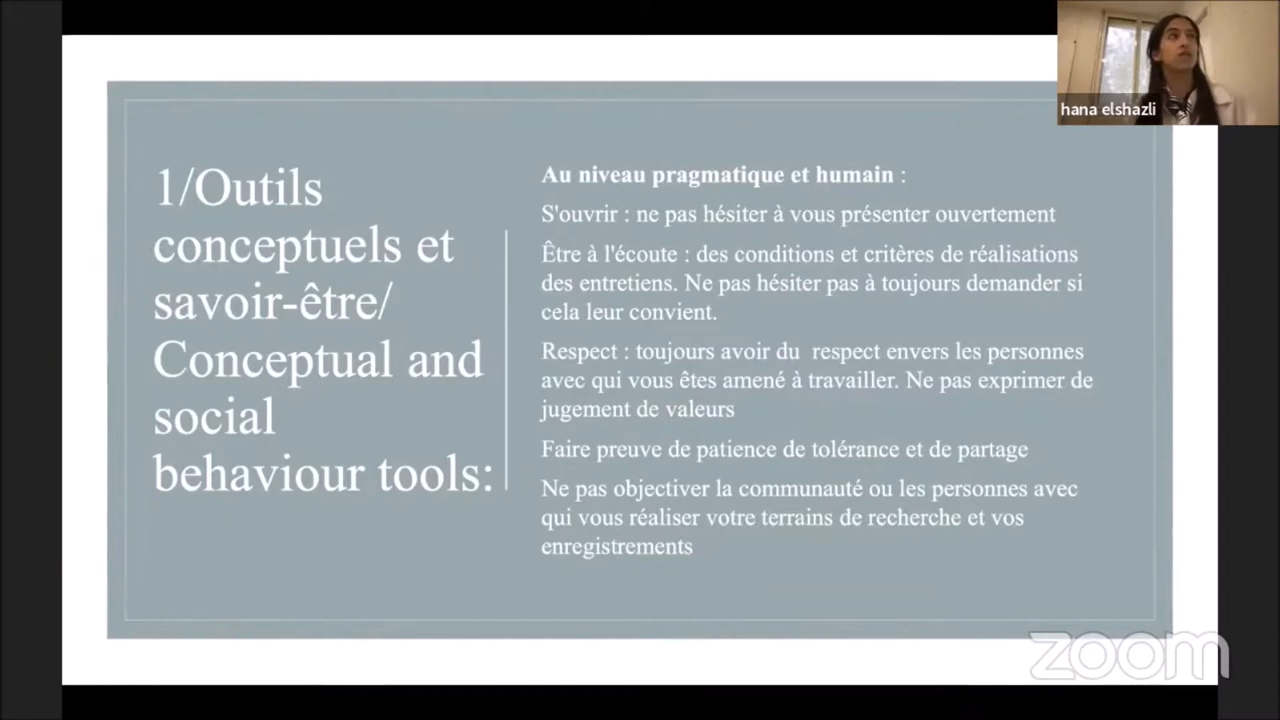 1/Outils
conceptuels et
savoir-être/
Conceptual and
social
behaviour tools:
Au niveau pragmatique et humain :
S'ouvrir : ne pas hésiter à vous présenter ouvertement
Être à l'écoute : des conditions et critères de réalisations
des entretiens. Ne pas hésiter pas à toujours demander si
cela leur convient.
Respect : toujours avoir du respect envers les personnes
avec qui vous êtes amené à travailler. Ne pas exprimer de
jugement de valeurs
Faire preuve de patience de tolérance et de partage
Ne pas objectiver la communauté ou les personnes avec
qui vous réaliser votre terrains de recherche et vos
enregistrements
hana elshazli
zoom